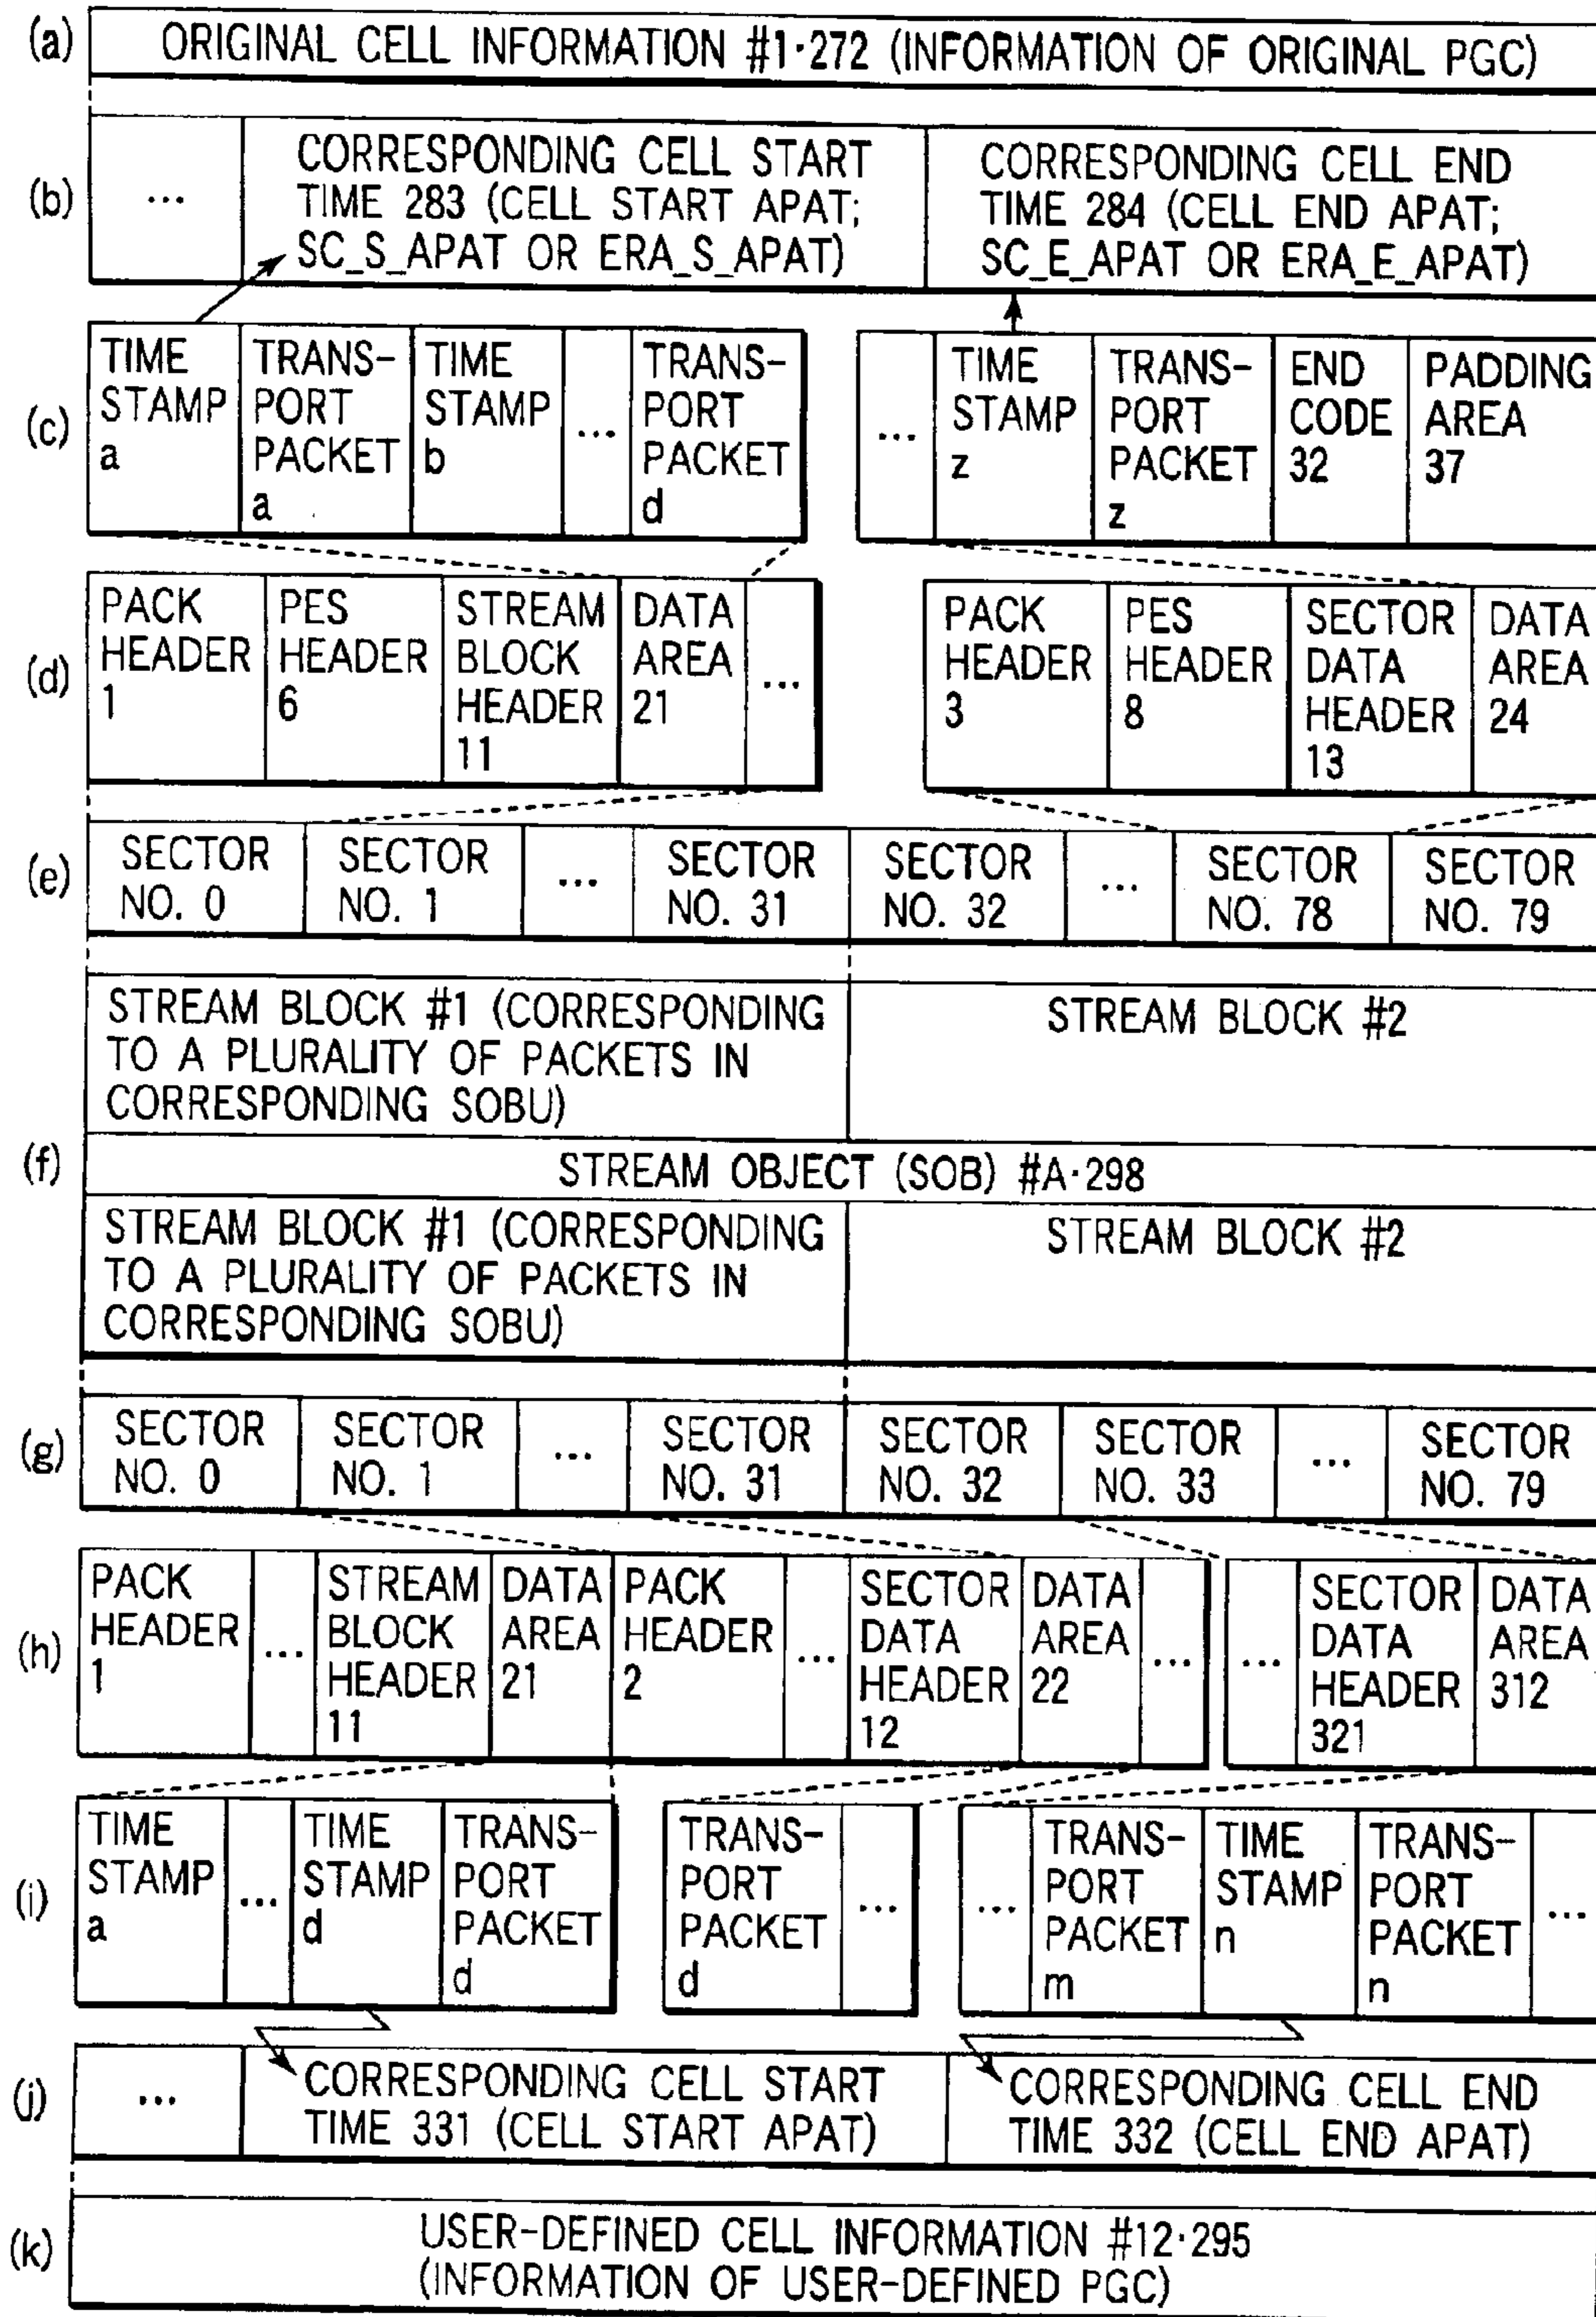 (a) ORIGINAL CELL INFORMATION #1·272 (INFORMATION OF ORIGINAL PGC)
(b)
...
CORRESPONDING CELL START
TIME 283 (CELL START APAT;
SC_S_APAT OR ERA_S_APAT)
CORRESPONDING CELL END
TIME 284 (CELL END APAT;
SC_E_APAT OR ERA_E_APAT)
(c)
TIME
STAMP
a
TRANS-
PORT
PACKET
a
TIME
STAMP
b
...
TRANS-
PORT
PACKET
d
...
TIME
STAMP
z
TRANS-
PORT
PACKET
z
END
CODE
32
PADDING
AREA
37
(d)
PACK
HEADER
1
PES
HEADER
6
STREAM
BLOCK
HEADER
11
DATA
AREA
21
...
PACK
HEADER
3
PES
HEADER
8
SECTOR
DATA
HEADER
13
DATA
AREA
24
(e)
SECTOR
NO. 0
SECTOR
NO. 1
...
SECTOR
NO. 31
SECTOR
NO. 32
...
SECTOR
NO. 78
SECTOR
NO. 79
(f)
STREAM BLOCK #1 (CORRESPONDING
TO A PLURALITY OF PACKETS IN
CORRESPONDING SOBU)
STREAM BLOCK #2
STREAM OBJECT (SOB) #A·298
STREAM BLOCK #1 (CORRESPONDING
TO A PLURALITY OF PACKETS IN
CORRESPONDING SOBU)
STREAM BLOCK #2
(g)
SECTOR
NO. 0
SECTOR
NO. 1
...
SECTOR
NO. 31
SECTOR
NO. 32
SECTOR
NO. 33
...
SECTOR
NO. 79
(h)
PACK
HEADER
1
...
STREAM
BLOCK
HEADER
11
DATA
AREA
21
PACK
HEADER
2
...
SECTOR
DATA
HEADER
12
DATA
AREA
22
...
...
SECTOR
DATA
HEADER
321
DATA
AREA
312
(i)
TIME
STAMP
a
...
TIME
STAMP
d
TRANS-
PORT
PACKET
d
TRANS-
PORT
PACKET
d
...
...
TRANS-
PORT
PACKET
m
TIME
STAMP
n
TRANS-
PORT
PACKET
n
...
(j)
...
CORRESPONDING CELL START
TIME 331 (CELL START APAT)
CORRESPONDING CELL END
TIME 332 (CELL END APAT)
(k)
USER-DEFINED CELL INFORMATION #12·295
(INFORMATION OF USER-DEFINED PGC)